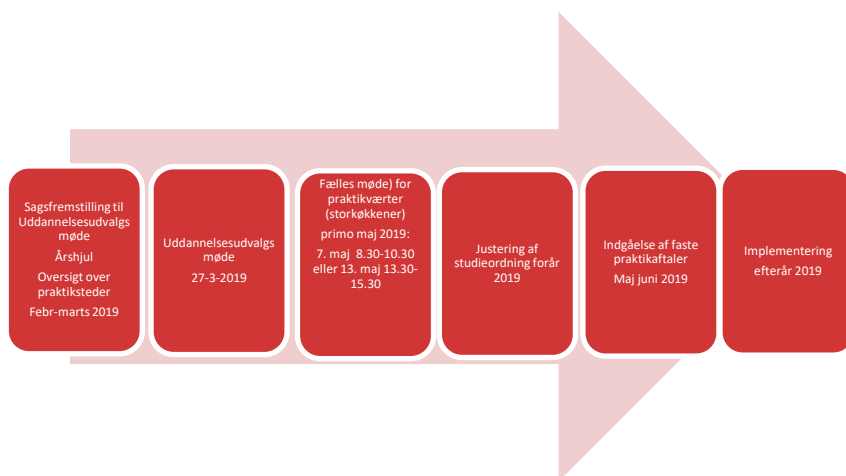 Sagsfremstilling til
Uddannelsesudvalgs
møde
Årshjul
Oversigt over
praktiksteder
Febr-marts 2019
Uddannelsesudvalgs
møde
27-3-2019
Fælles møde) for
praktikværter
(storkøkkener)
primo maj 2019:
7. maj 8.30-10.30
eller 13. maj 13.30-
15.30
Justering af
studieordning forår
2019
Indgåelse af faste
praktikaftaler
Maj juni 2019
Implementering
efterår 2019